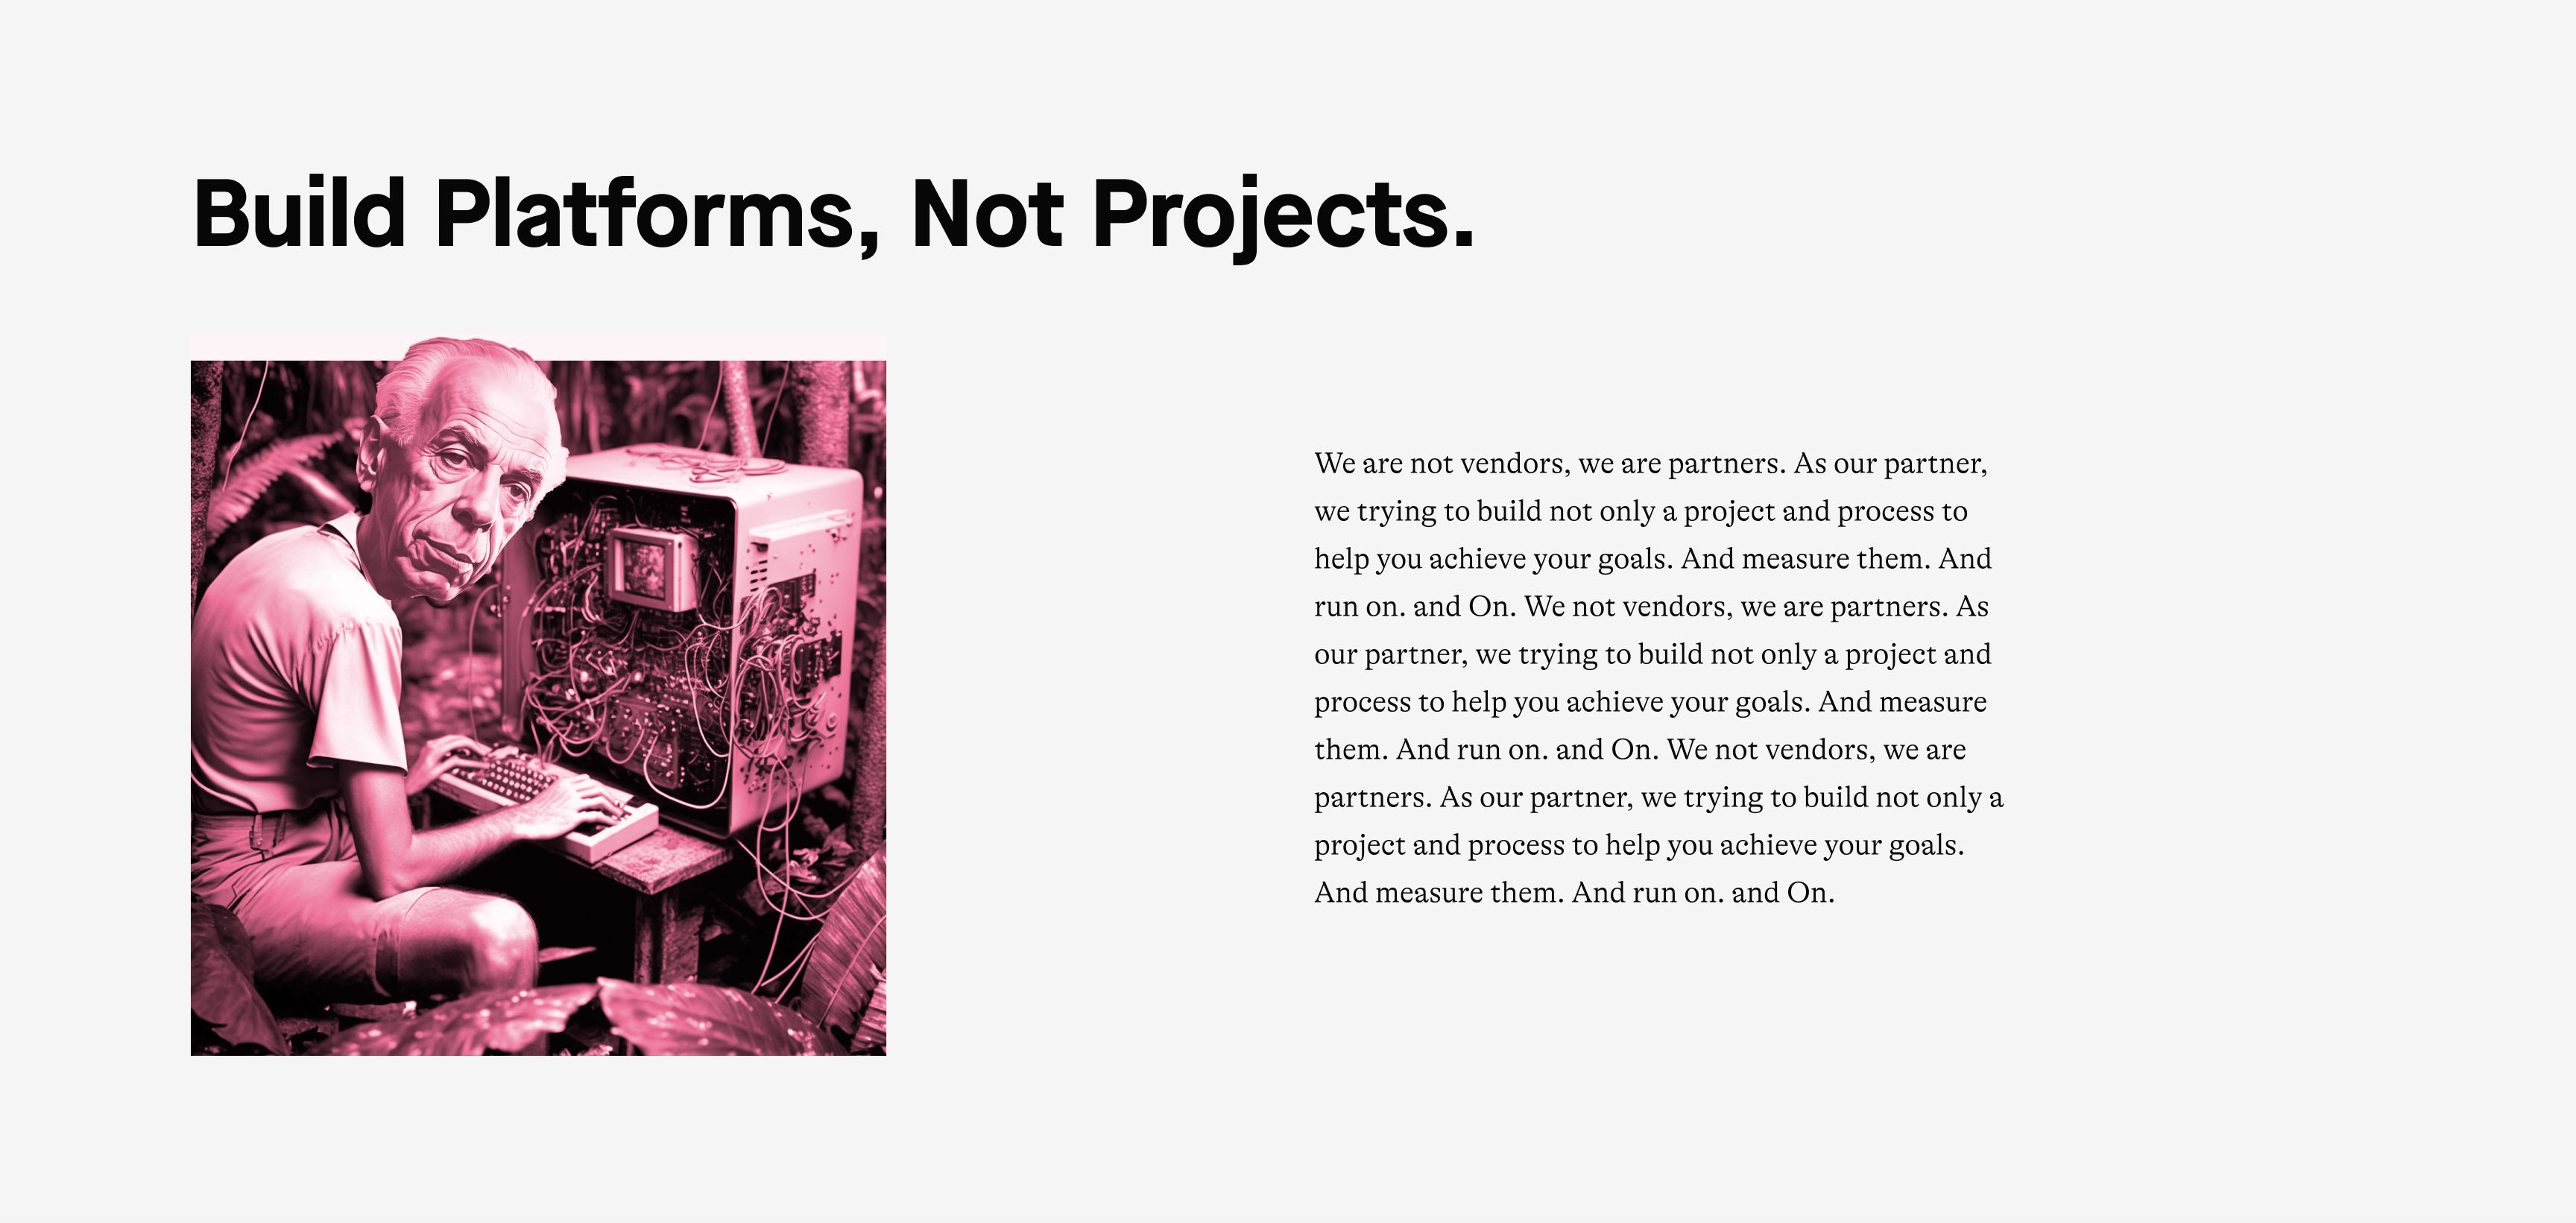 Build Platforms, Not Projects.
We are not vendors, we are partners. As our partner,
we trying to build not only a project and process to
help you achieve your goals. And measure them. And
run on. and On. We not vendors, we are partners. As
our partner, we trying to build not only a project and
process to help you achieve your goals. And measure
them. And run on. and On. We not vendors, we are
partners. As our partner, we trying to build not only a
project and process to help you achieve your goals.
And measure them. And run on. and On.